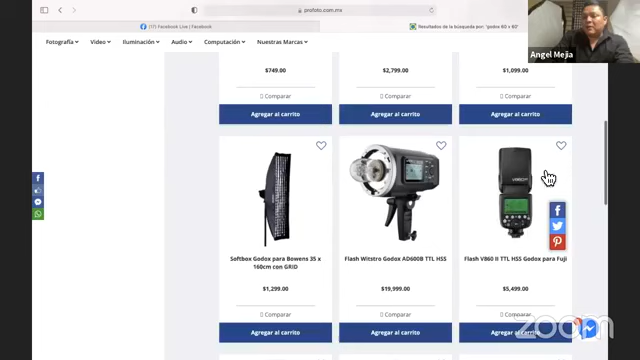 profoto.com.mx
(17) Facebook Live | Facebook
Resultados de la búsqueda por: "godox 60 x 60"
Fotografía
Video
Iluminación
Audio
Computación
Nuestras Marcas
Angel Mejia
$749.00
$2,799.00
$1,099.00
Comparar
Comparar
Comparar
Agregar al carrito
Agregar al carrito
Agregar al carrito
Softbox Godox para Bowens 35 x
160cm con GRID
Flash Witstro Godox AD600B TTL HSS
Flash V860 II TTL HSS Godox para Fuji
$1,299.00
$19,999.00
$5,499.00
Comparar
Comparar
Comparar
Agregar al carrito
Agregar al carrito
Agregar al carrito
zoom